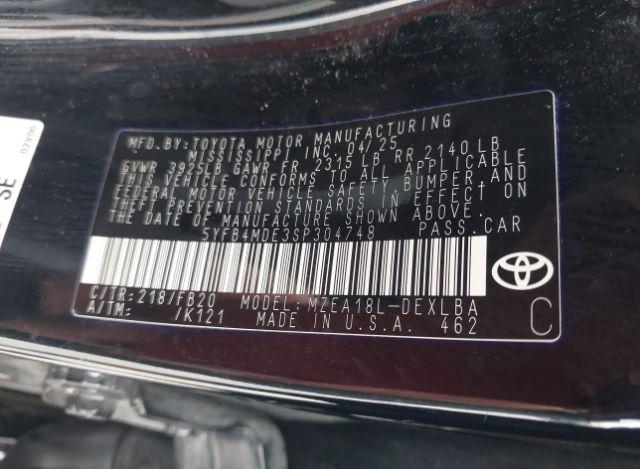 MFD.BY:TOYOTA MOTOR MANUFACTURING
MISSISSIPPI, INC. 04/25
GVWR 3925LB GAWR FR 2315 LB RR 2140 LB
THIS VEHICLE CONFORMS TO ALL APPLICABLE
FEDERAL MOTOR VEHICLE SAFETY, BUMPER, AND
THEFT PREVENTION STANDARDS IN EFFECT ON
THE DATE OF MANUFACTURE SHOWN ABOVE.
5YFB4MDE3SP304748 PASS.CAR
C/TR:218/FB20 MODEL:MZEA18L-DEXLBA
A/TM: /K121 MADE IN U.S.A. 462
C
SE